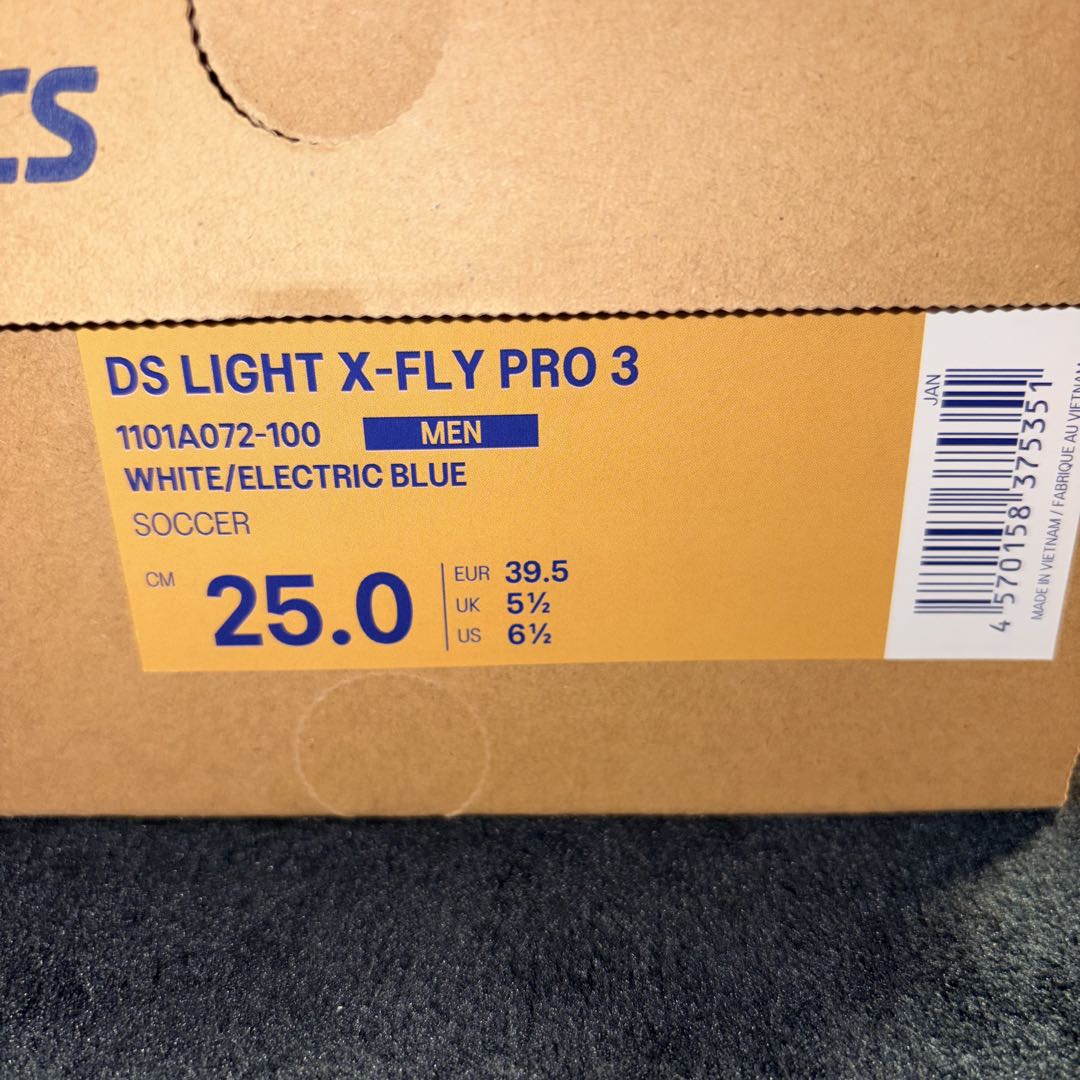 CS
DS LIGHT X-FLY PRO 3
1101A072-100 MEN
WHITE/ELECTRIC BLUE
SOCCER
CM 25.0
EUR 39.5
UK 5½
US 6½
JAN
4 570158 375351
MADE IN VIETNAM / FABRIQUE AU VIETNAM